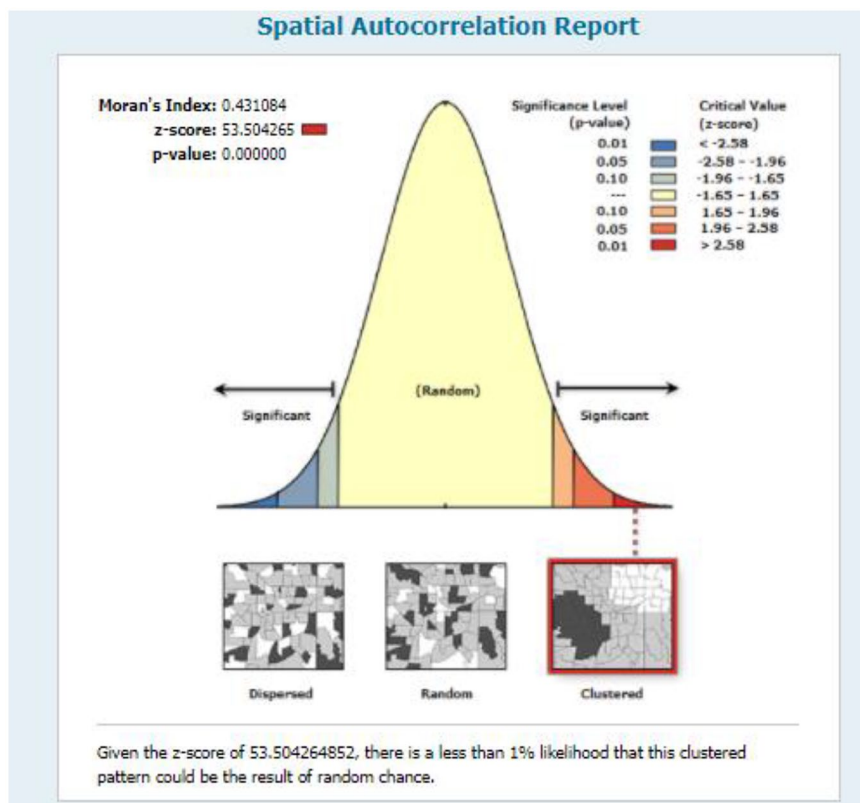 Spatial Autocorrelation Report
Moran's Index: 0.431084
z-score: 53.504265
p-value: 0.000000
Significance Level
(p-value)
Critical Value
(z-score)
0.01 < -2.58
0.05 -2.58 - -1.96
0.10 -1.96 - -1.65
--- -1.65 - 1.65
0.10 1.65 - 1.96
0.05 1.96 - 2.58
0.01 > 2.58
Significant
(Random)
Significant
Dispersed
Random
Clustered
Given the z-score of 53.504264852, there is a less than 1% likelihood that this clustered
pattern could be the result of random chance.